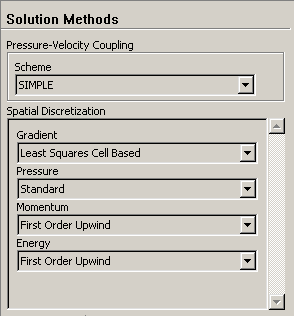 Solution Methods
Pressure-Velocity Coupling
Scheme
SIMPLE
Spatial Discretization
Gradient
Least Squares Cell Based
Pressure
Standard
Momentum
First Order Upwind
Energy
First Order Upwind